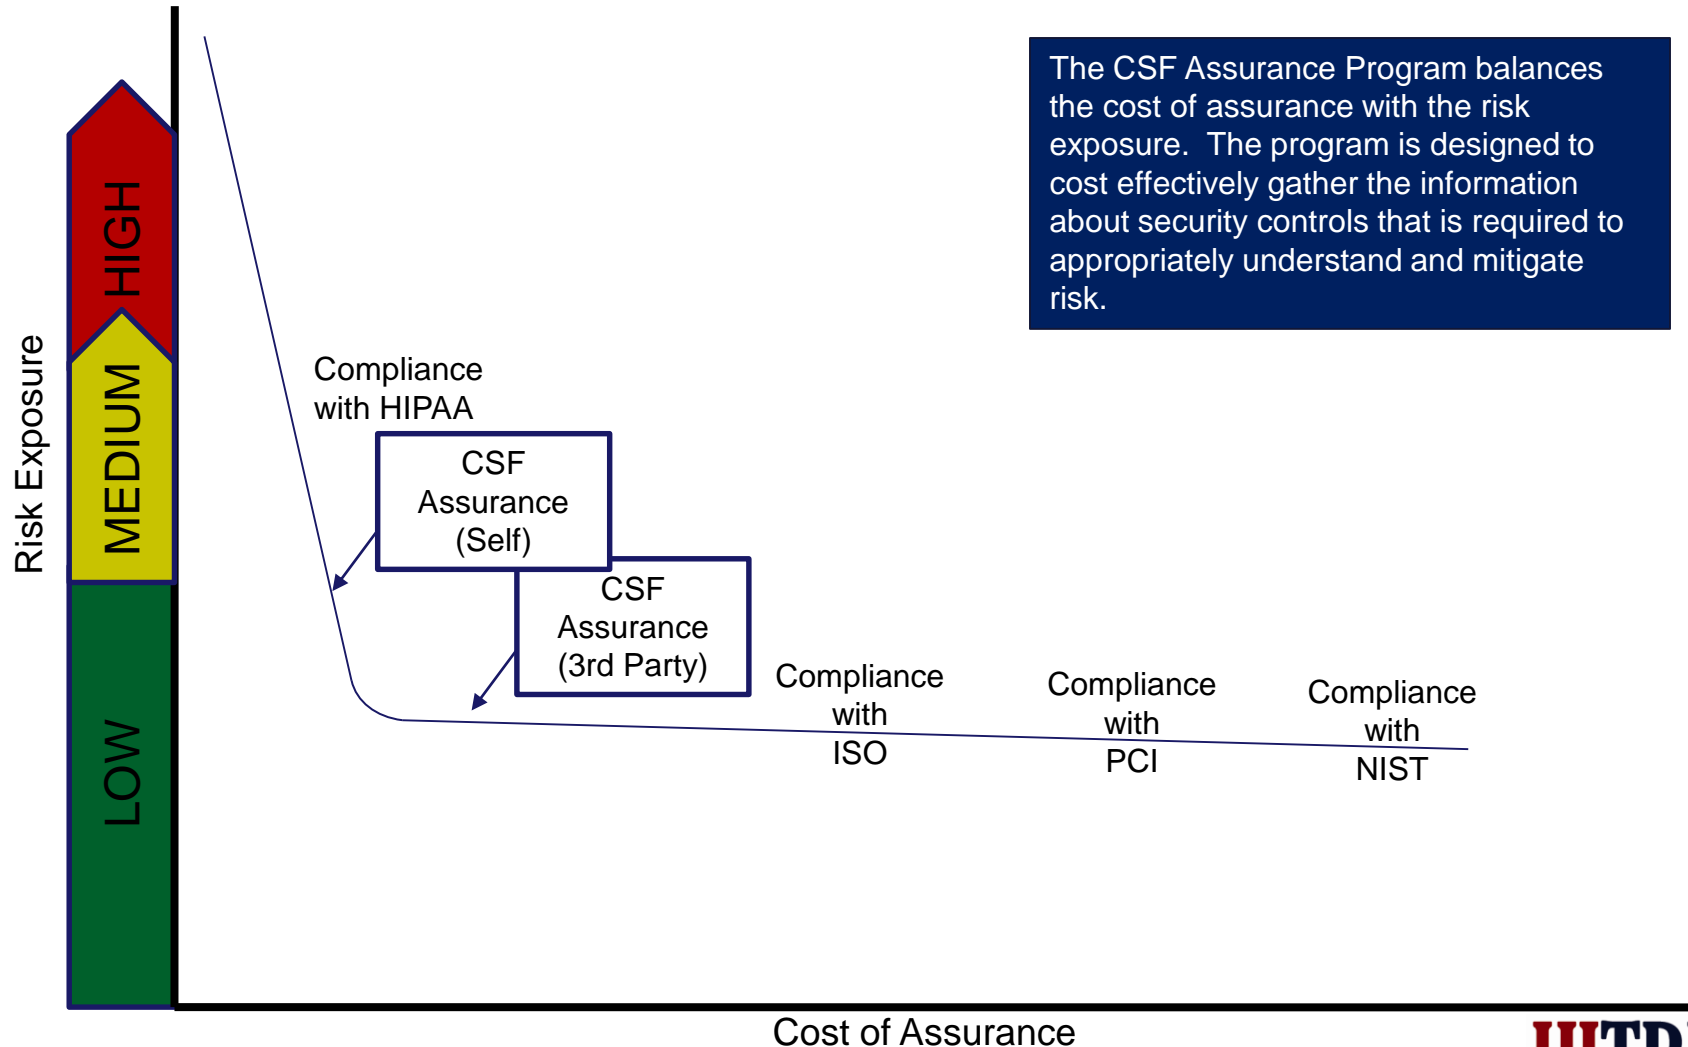 The CSF Assurance Program balances
the cost of assurance with the risk
exposure.  The program is designed to
cost effectively gather the information
about security controls that is required to
appropriately understand and mitigate
risk.
Risk Exposure
HIGH
MEDIUM
LOW
Compliance
with HIPAA
CSF
Assurance
(Self)
CSF
Assurance
(3rd Party)
Compliance
with
ISO
Compliance
with
PCI
Compliance
with
NIST
Cost of Assurance